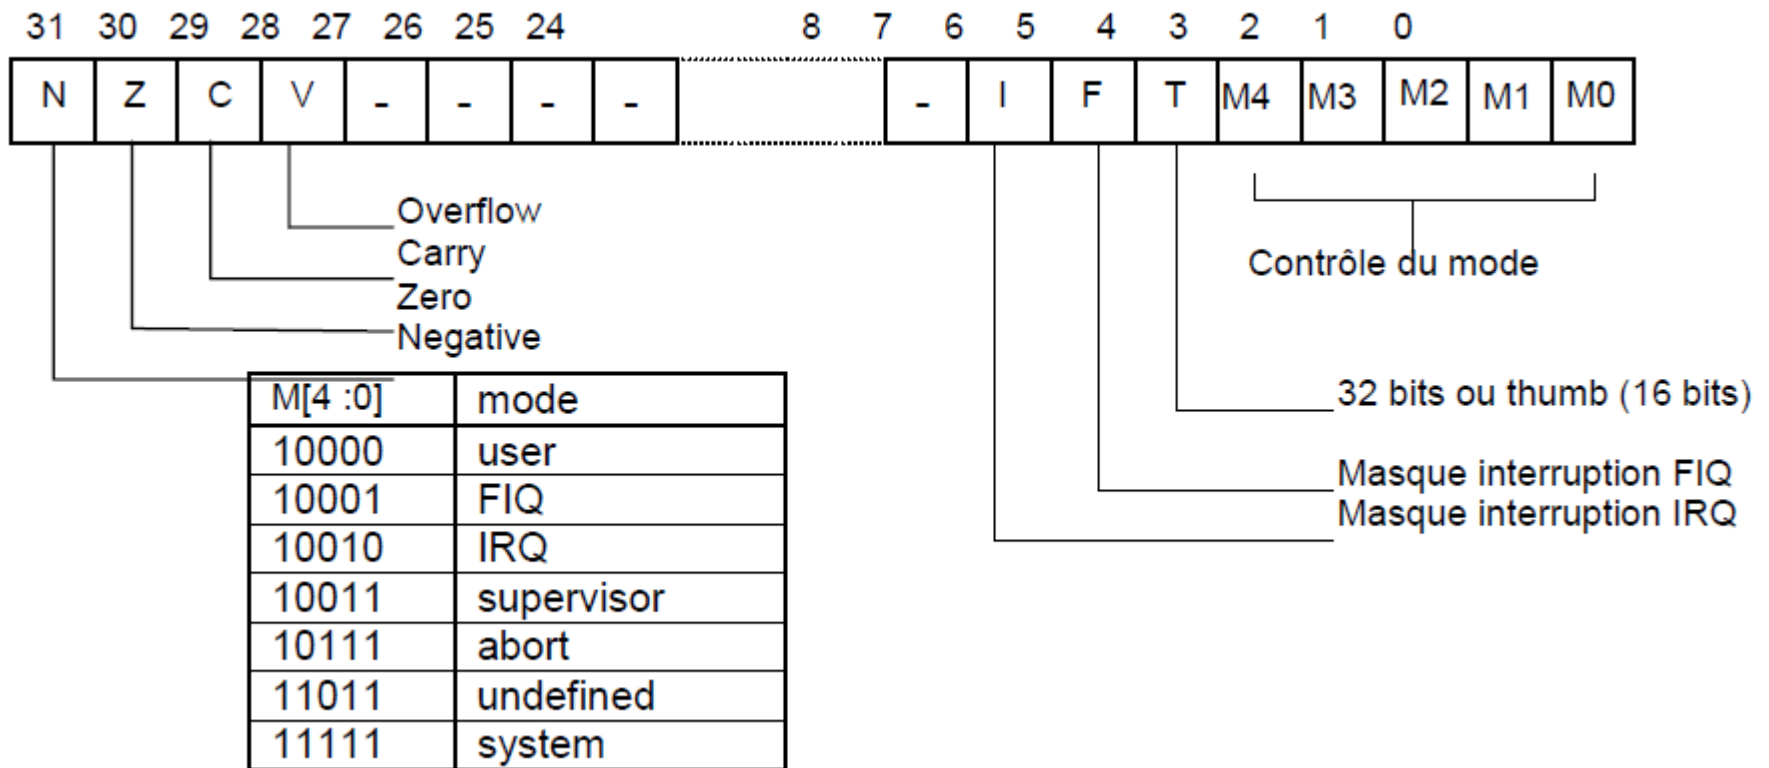 31 30 29 28 27 26 25 24 8 7 6 5 4 3 2 1 0
N Z C V - - - - - I F T M4 M3 M2 M1 M0
Overflow
Carry
Zero
Negative
Contrôle du mode
32 bits ou thumb (16 bits)
Masque interruption FIQ
Masque interruption IRQ
M[4 :0] mode
10000 user
10001 FIQ
10010 IRQ
10011 supervisor
10111 abort
11011 undefined
11111 system